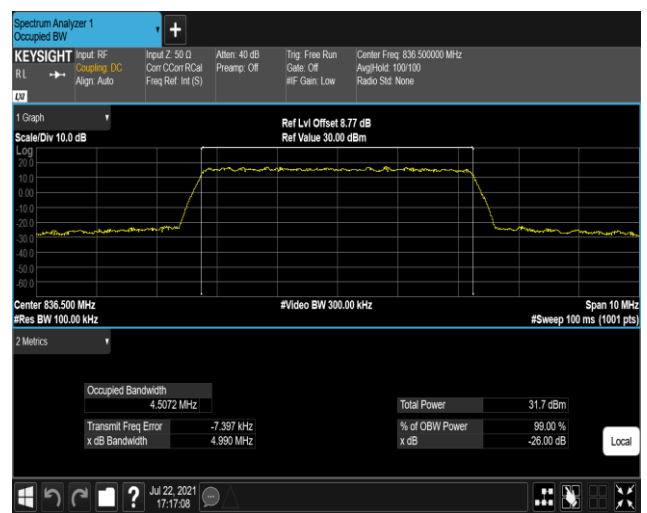 Spectrum Analyzer 1
Occupied BW
KEYSIGHT Input: RF Input Z: 50 Ω Atten: 40 dB Trig: Free Run Center Freq: 836.500000 MHz
RL Coupling: DC Corr CCorr RCal Preamp: Off Gate: Off Avg|Hold: 100/100
Align: Auto Freq Ref: Int (S) #IF Gain: Low Radio Std: None
LXI
1 Graph
Ref Lvl Offset 8.77 dB
Scale/Div 10.0 dB Ref Value 30.00 dBm
Log
20.0
10.0
0.00
-10.0
-20.0
-30.0
-40.0
-50.0
-60.0
Center 836.500 MHz #Video BW 300.00 kHz Span 10 MHz
#Res BW 100.00 kHz #Sweep 100 ms (1001 pts)
2 Metrics
Occupied Bandwidth
4.5072 MHz Total Power 31.7 dBm
Transmit Freq Error -7.397 kHz % of OBW Power 99.00 %
x dB Bandwidth 4.990 MHz x dB -26.00 dB
Local
Jul 22, 2021
17:17:08